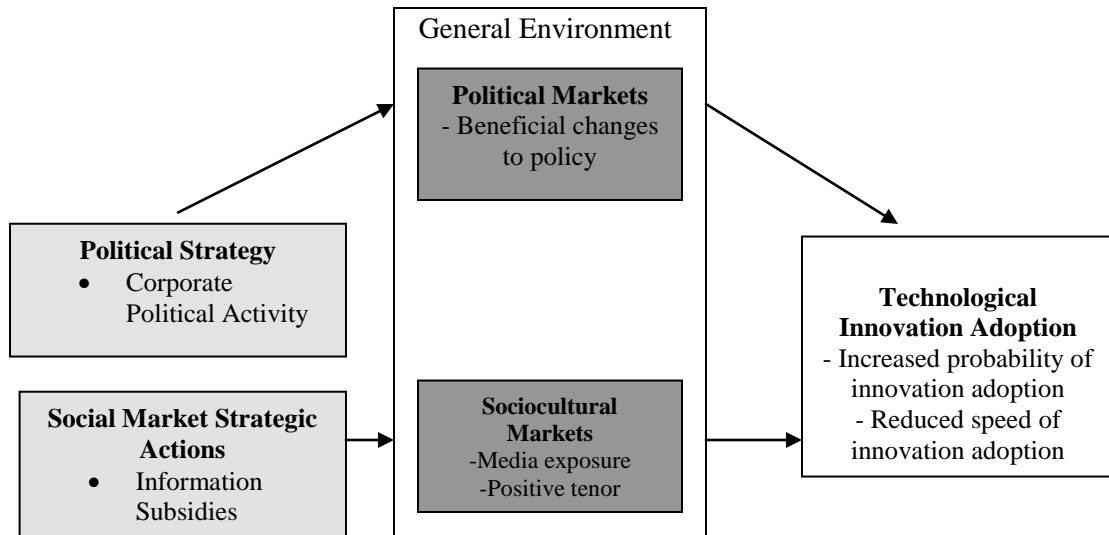 General Environment
Political Markets
- Beneficial changes
to policy
Political Strategy
• Corporate
Political Activity
Technological
Innovation Adoption
- Increased probability of
innovation adoption
- Reduced speed of
innovation adoption
Social Market Strategic
Actions
• Information
Subsidies
Sociocultural
Markets
-Media exposure
-Positive tenor